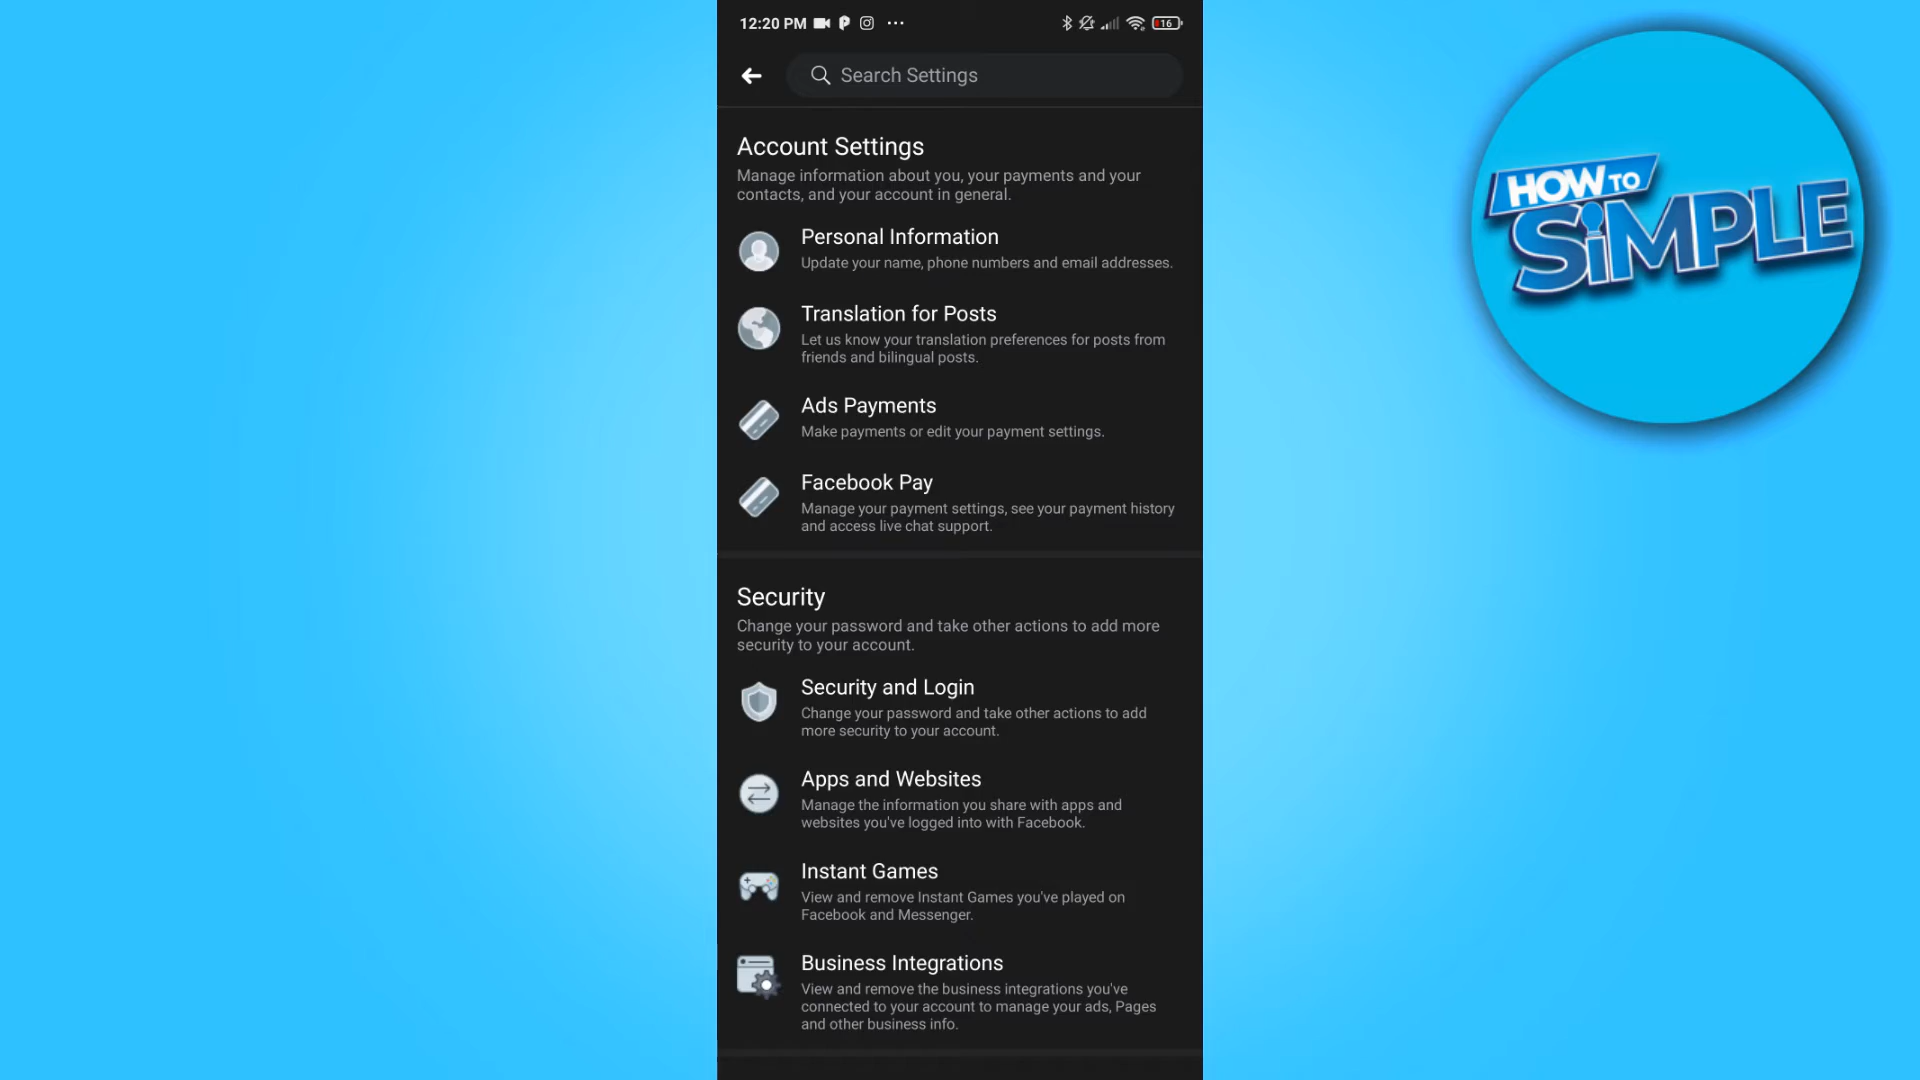 12:20 PM
16
Search Settings
Account Settings
Manage information about you, your payments and your
contacts, and your account in general.
Personal Information
Update your name, phone numbers and email addresses.
Translation for Posts
Let us know your translation preferences for posts from
friends and bilingual posts.
Ads Payments
Make payments or edit your payment settings.
Facebook Pay
Manage your payment settings, see your payment history
and access live chat support.
Security
Change your password and take other actions to add more
security to your account.
Security and Login
Change your password and take other actions to add
more security to your account.
Apps and Websites
Manage the information you share with apps and
websites you've logged into with Facebook.
Instant Games
View and remove Instant Games you've played on
Facebook and Messenger.
Business Integrations
View and remove the business integrations you've
connected to your account to manage your ads, Pages
and other business info.
HOW TO
SiMPLE